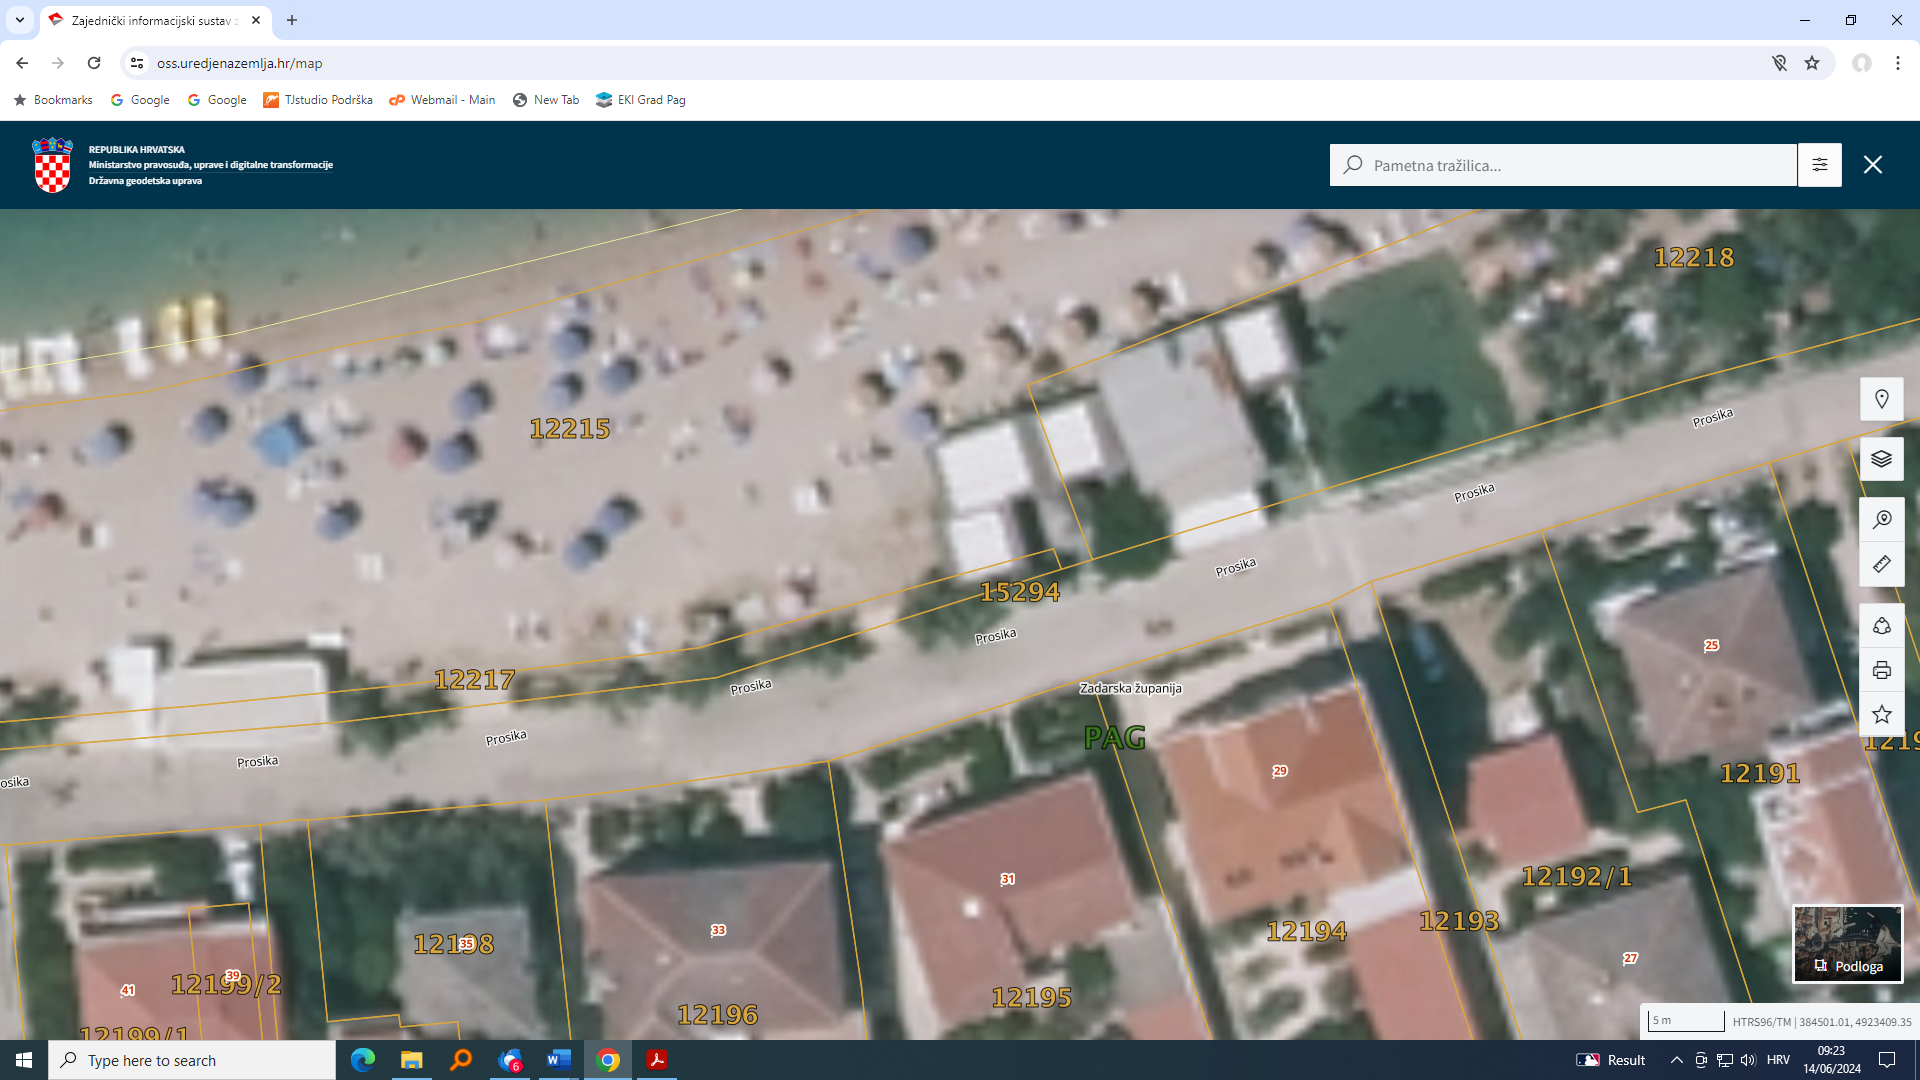 Zajednički informacijski sustav z
oss.uredjenazemlja.hr/map
Bookmarks
Google
Google
TJstudio Podrška
Webmail - Main
New Tab
EKI Grad Pag
REPUBLIKA HRVATSKA
Ministarstvo pravosuđa, uprave i digitalne transformacije
Državna geodetska uprava
Pametna tražilica...
12218
Prosika
12215
Prosika
Prosika
15294
Prosika
25
12217
Prosika
Zadarska županija
PAG
Prosika
Prosika
osika
29
12191
1219
31
12192/1
33
12194
12193
12198
35
39
12199/2
41
27
Podloga
12195
12196
12199/1
5 m
HTRS96/TM | 384501.01, 4923409.35
Type here to search
6
Result
HRV
09:23
14/06/2024